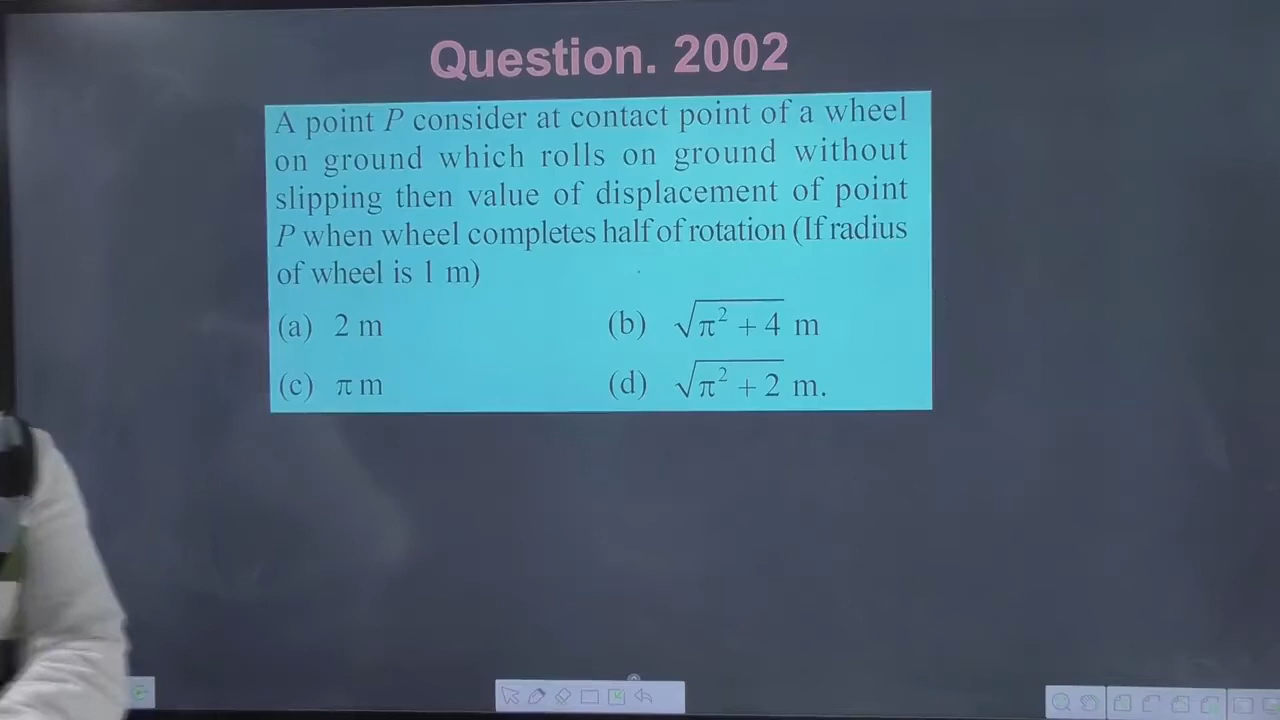 Question. 2002
A point P consider at contact point of a wheel
on ground which rolls on ground without
slipping then value of displacement of point
P when wheel completes half of rotation (If radius
of wheel is 1 m)
(a) 2 m (b) √(π² + 4) m
(c) π m (d) √(π² + 2) m.